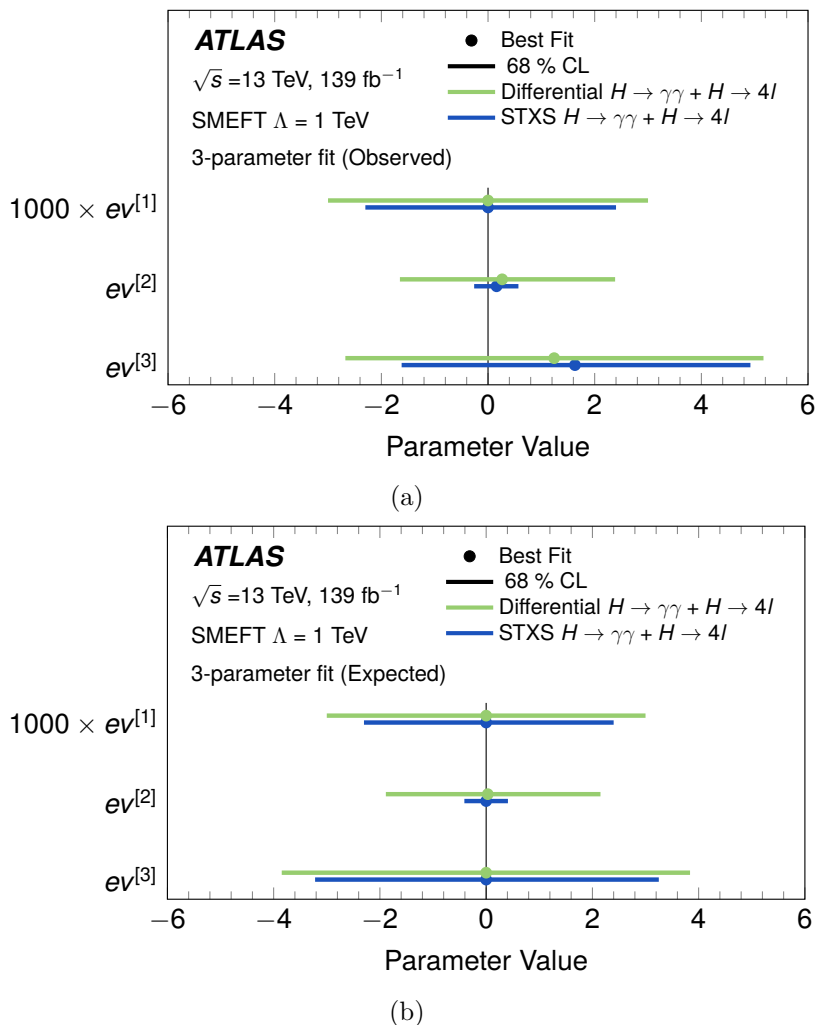 ATLAS
√s =13 TeV, 139 fb⁻¹
SMEFT Λ = 1 TeV
3-parameter fit (Observed)
Best Fit
68 % CL
Differential H → γγ + H → 4l
STXS H → γγ + H → 4l
1000 × ev[1]
ev[2]
ev[3]
−6 −4 −2 0 2 4 6
Parameter Value
(a)
ATLAS
√s =13 TeV, 139 fb⁻¹
SMEFT Λ = 1 TeV
3-parameter fit (Expected)
Best Fit
68 % CL
Differential H → γγ + H → 4l
STXS H → γγ + H → 4l
1000 × ev[1]
ev[2]
ev[3]
−6 −4 −2 0 2 4 6
Parameter Value
(b)